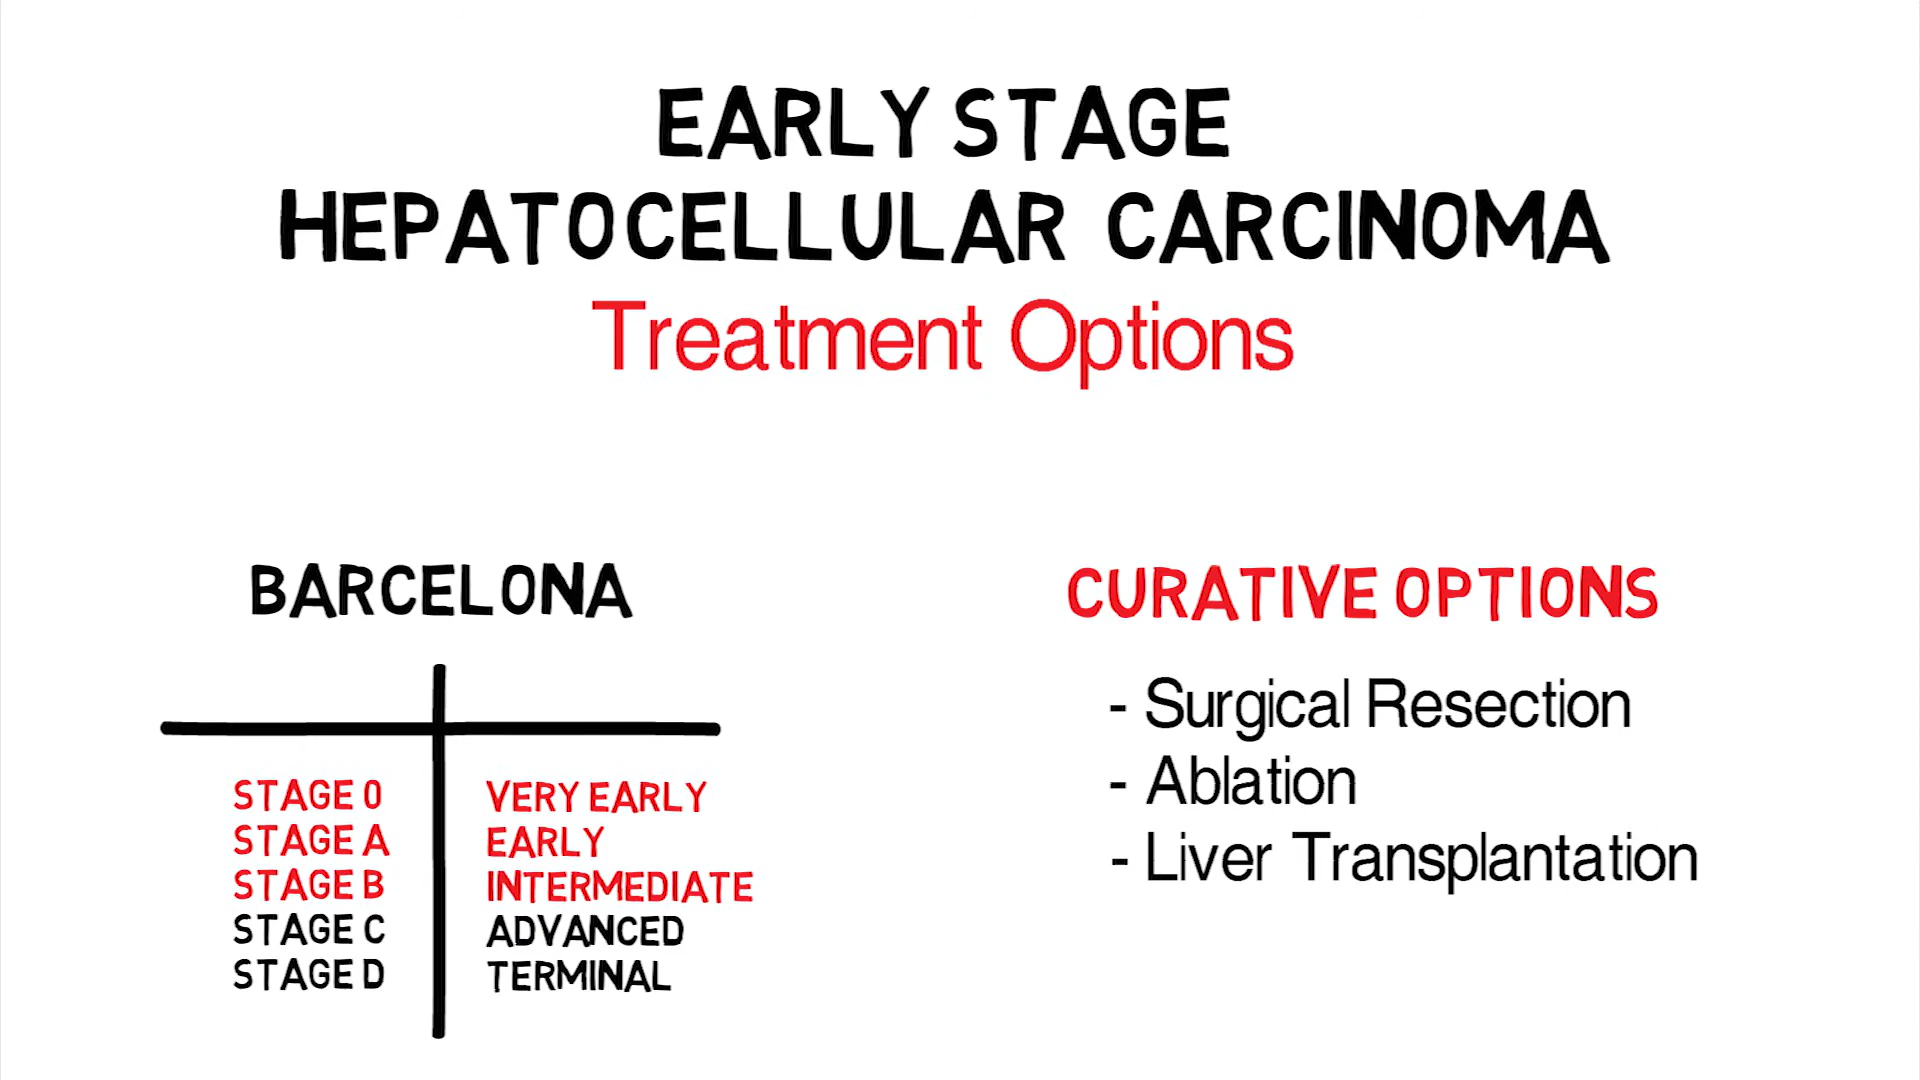 EARLY STAGE
HEPATOCELLULAR CARCINOMA
Treatment Options
BARCELONA
STAGE 0 VERY EARLY
STAGE A EARLY
STAGE B INTERMEDIATE
STAGE C ADVANCED
STAGE D TERMINAL
CURATIVE OPTIONS
- Surgical Resection
- Ablation
- Liver Transplantation